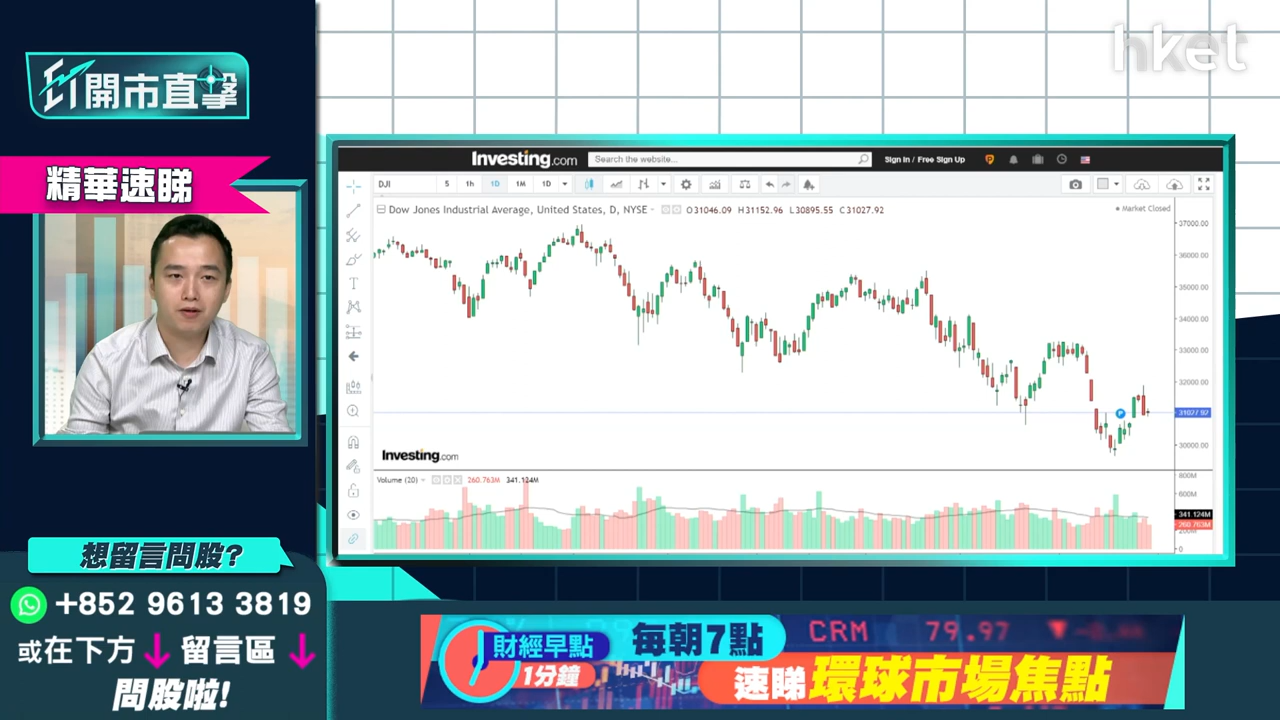 hket
ET開市直擊
精華速睇
Investing.com
Search the website...
Sign In / Free Sign Up
DJI
5
1h
1D
1M
1D
Dow Jones Industrial Average, United States, D, NYSE
O31046.09 H31152.96 L30895.55 C31027.92
Market Closed
37000.00
36000.00
35000.00
34000.00
33000.00
32000.00
31027.92
30000.00
P
Investing.com
Volume (20)
260.763M
341.124M
800M
600M
341.124M
260.763M
200M
0
想留言問股?
+852 9613 3819
或在下方 留言區
問股啦!
財經早點
1分鐘
每朝7點
速睇環球市場焦點
CRM 79.97